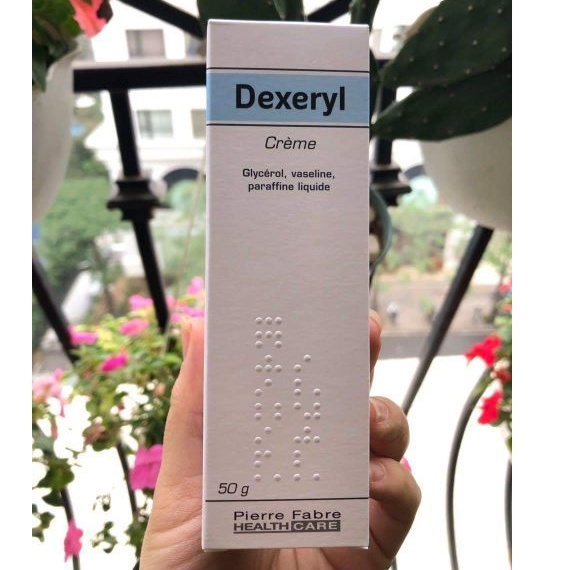 Dexeryl
Crème
Glycérol, vaseline,
paraffine liquide
50 g
Pierre Fabre
HEALTH CARE